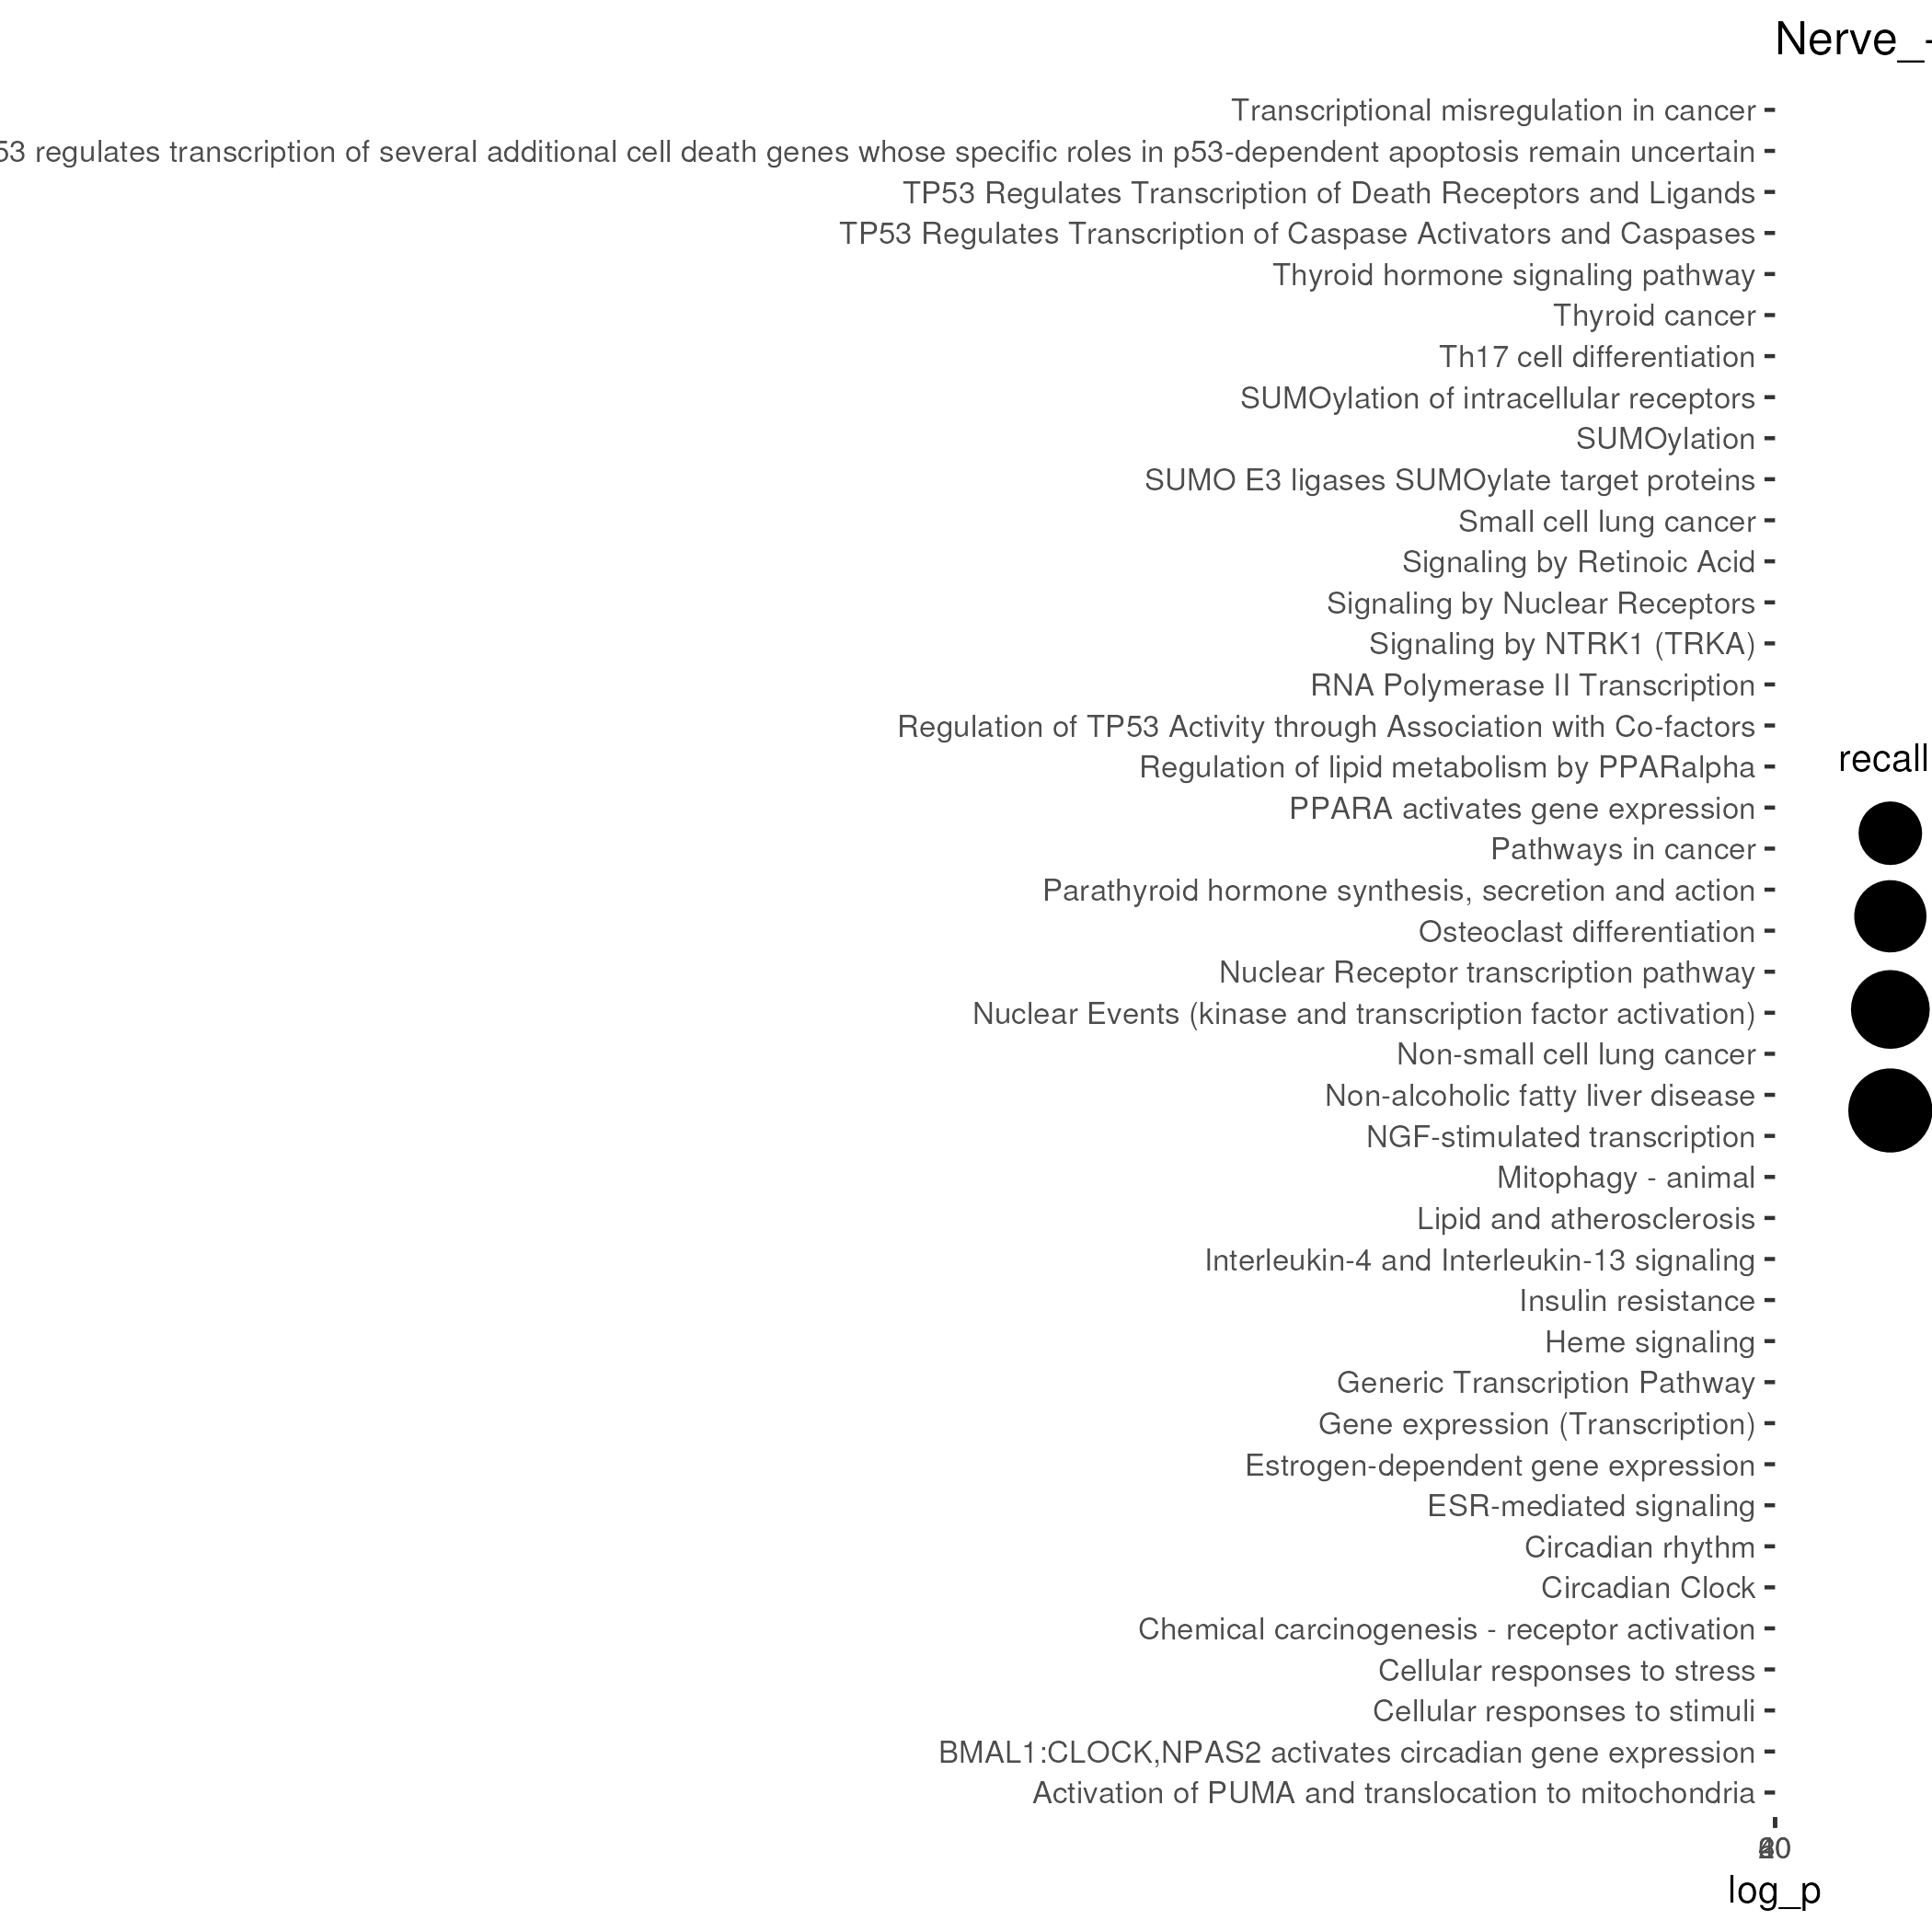 Nerve_-
Transcriptional misregulation in cancer
53 regulates transcription of several additional cell death genes whose specific roles in p53-dependent apoptosis remain uncertain
TP53 Regulates Transcription of Death Receptors and Ligands
TP53 Regulates Transcription of Caspase Activators and Caspases
Thyroid hormone signaling pathway
Thyroid cancer
Th17 cell differentiation
SUMOylation of intracellular receptors
SUMOylation
SUMO E3 ligases SUMOylate target proteins
Small cell lung cancer
Signaling by Retinoic Acid
Signaling by Nuclear Receptors
Signaling by NTRK1 (TRKA)
RNA Polymerase II Transcription
Regulation of TP53 Activity through Association with Co-factors
Regulation of lipid metabolism by PPARalpha
PPARA activates gene expression
Pathways in cancer
Parathyroid hormone synthesis, secretion and action
Osteoclast differentiation
Nuclear Receptor transcription pathway
Nuclear Events (kinase and transcription factor activation)
Non-small cell lung cancer
Non-alcoholic fatty liver disease
NGF-stimulated transcription
Mitophagy - animal
Lipid and atherosclerosis
Interleukin-4 and Interleukin-13 signaling
Insulin resistance
Heme signaling
Generic Transcription Pathway
Gene expression (Transcription)
Estrogen-dependent gene expression
ESR-mediated signaling
Circadian rhythm
Circadian Clock
Chemical carcinogenesis - receptor activation
Cellular responses to stress
Cellular responses to stimuli
BMAL1:CLOCK,NPAS2 activates circadian gene expression
Activation of PUMA and translocation to mitochondria
log_p
recall